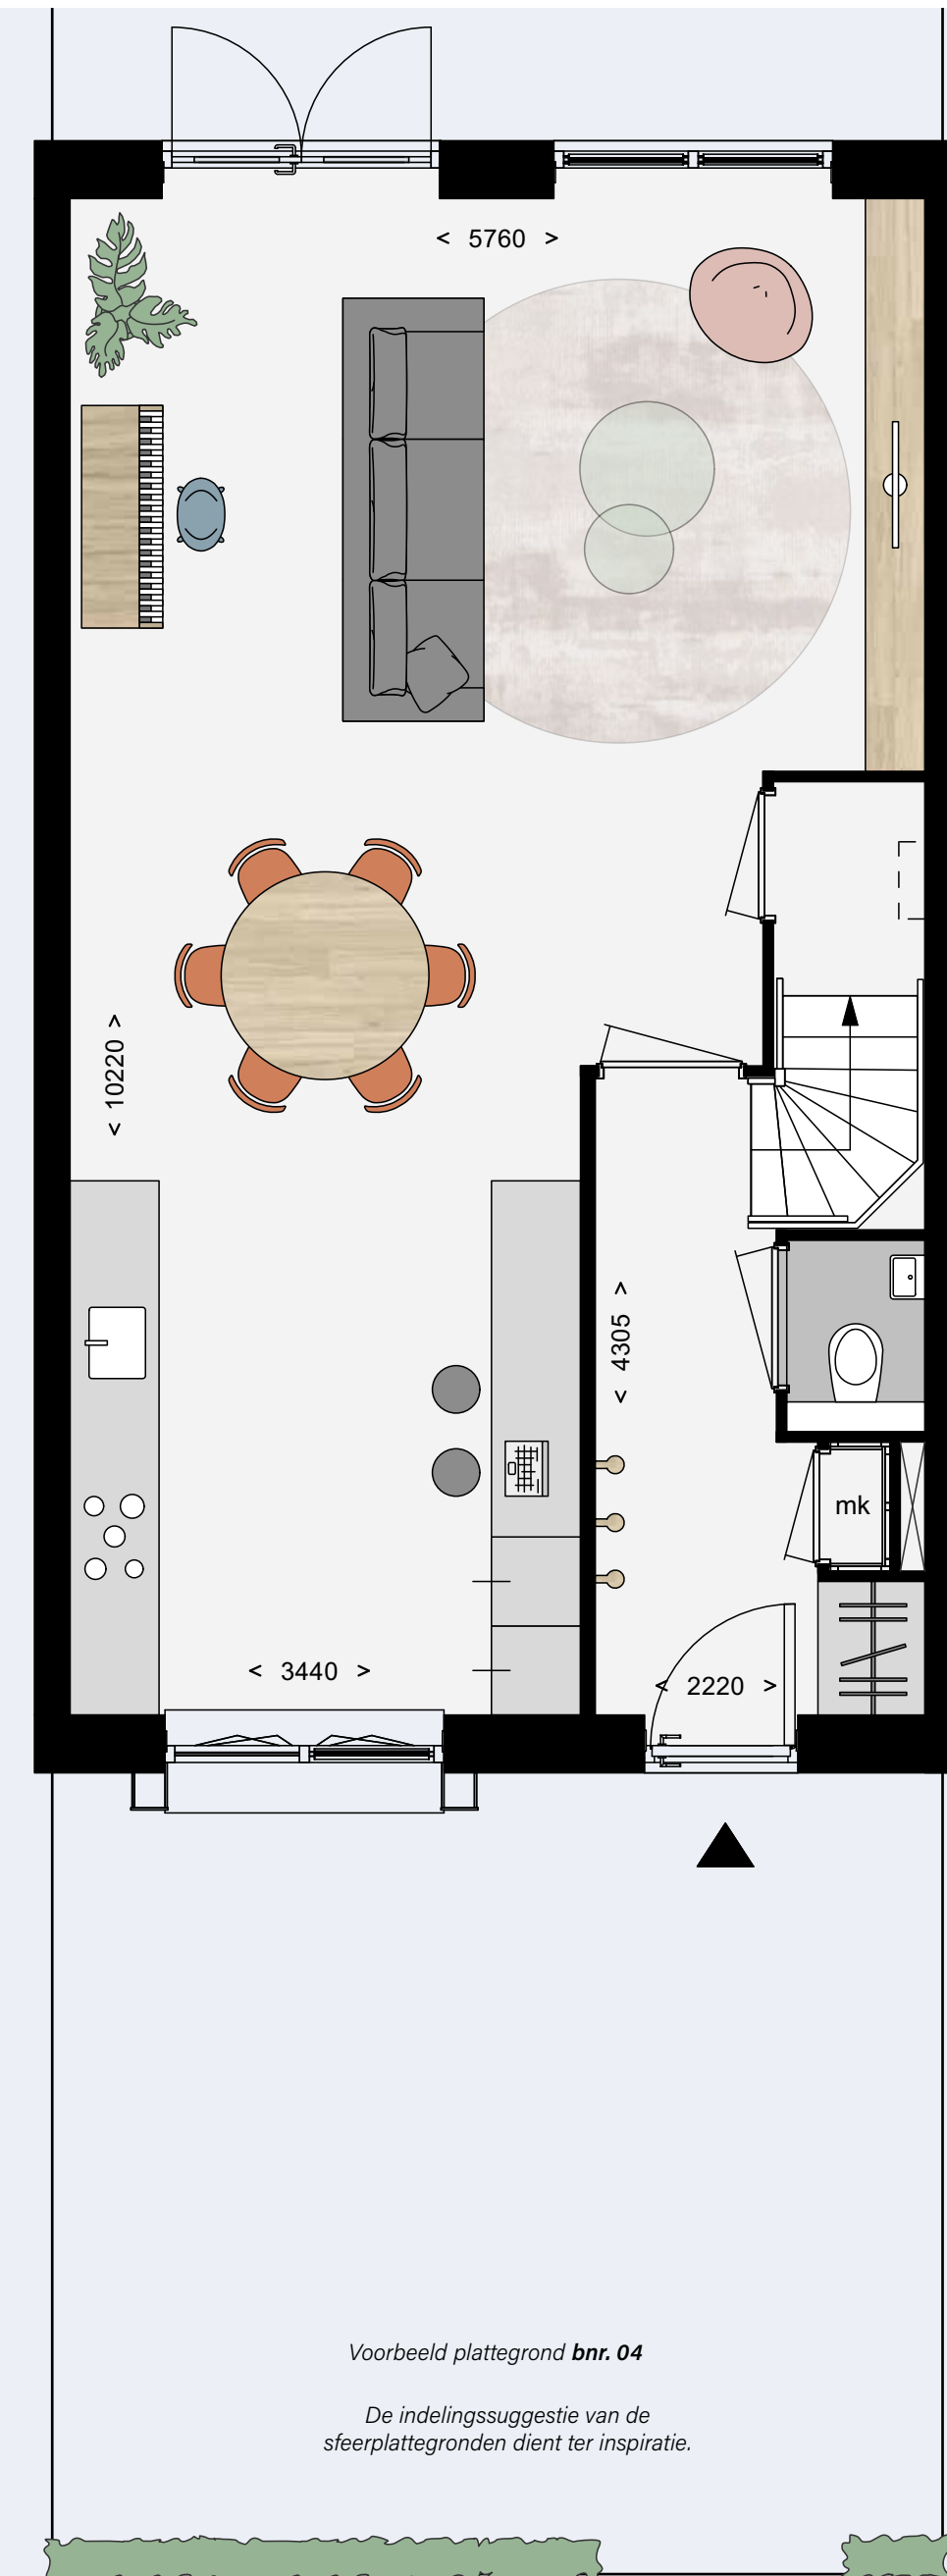 < 5760 >
< 10220 >
< 4305 >
mk
< 3440 >
< 2220 >
Voorbeeld plattegrond bnr. 04
De indelingssuggestie van de
sfeerplattegronden dient ter inspiratie.